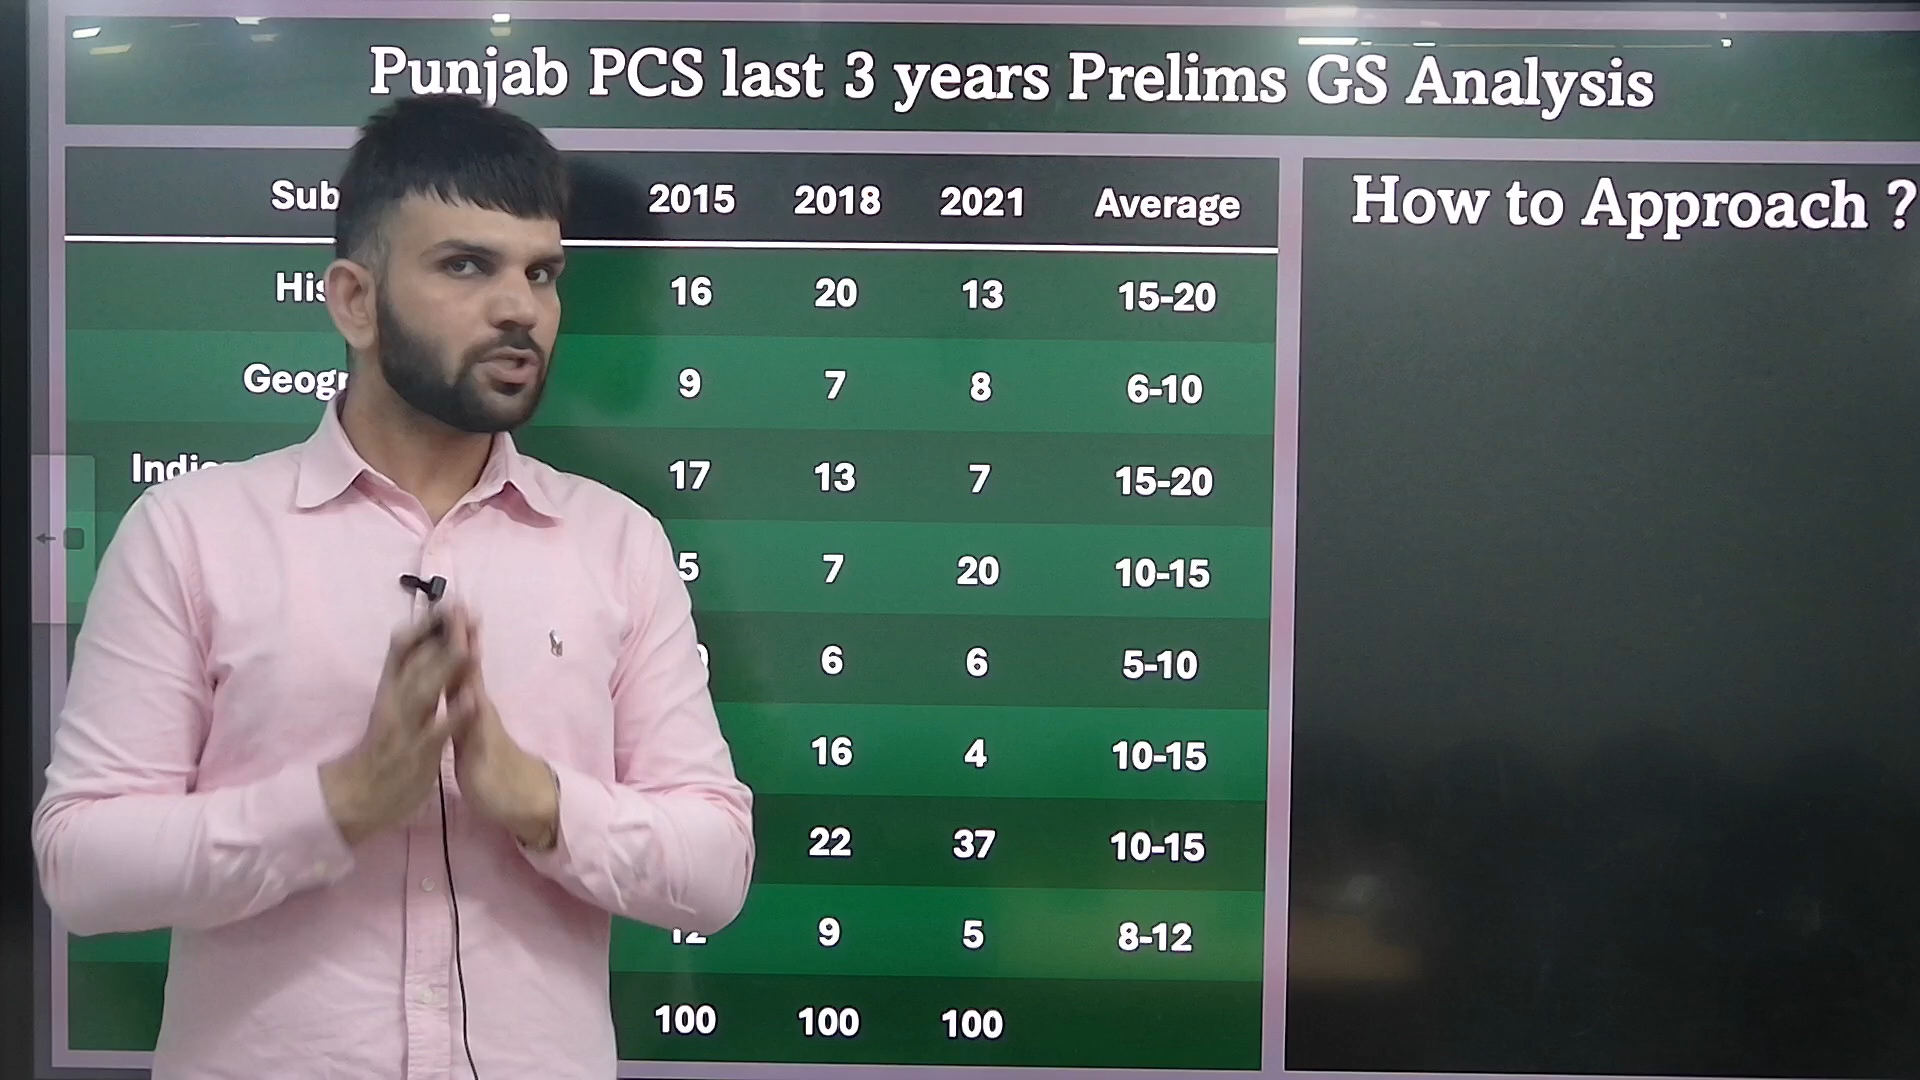 Punjab PCS last 3 years Prelims GS Analysis
2015 2018 2021 Average
16 20 13 15-20
9 7 8 6-10
17 13 7 15-20
5 7 20 10-15
6 6 5-10
16 4 10-15
22 37 10-15
12 9 5 8-12
100 100 100
How to Approach ?